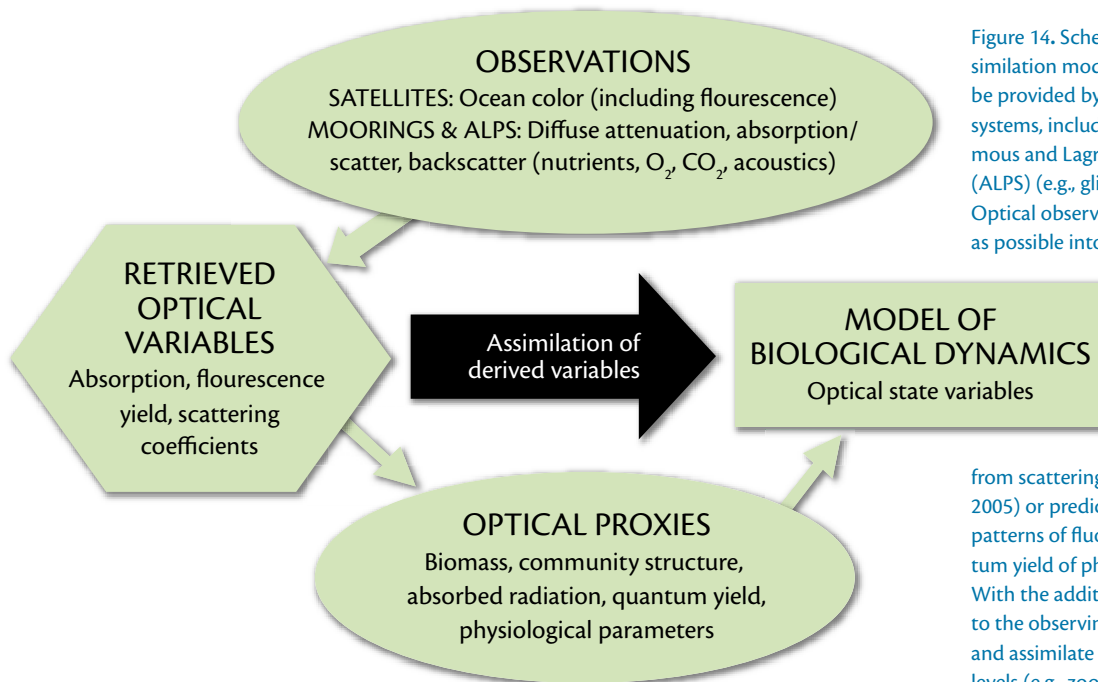 OBSERVATIONS
SATELLITES: Ocean color (including flourescence)
MOORINGS & ALPS: Diffuse attenuation, absorption/
scatter, backscatter (nutrients, O₂, CO₂, acoustics)
RETRIEVED
OPTICAL
VARIABLES
Absorption, flourescence
yield, scattering
coefficients
Assimilation of
derived variables
MODEL OF
BIOLOGICAL DYNAMICS
Optical state variables
OPTICAL PROXIES
Biomass, community structure,
absorbed radiation, quantum yield,
physiological parameters
Figure 14. Sche
similation mod
be provided by
systems, includ
mous and Lagr
(ALPS) (e.g., gli
Optical observ
as possible into
from scattering
2005) or predic
patterns of fluo
tum yield of ph
With the addit
to the observin
and assimilate